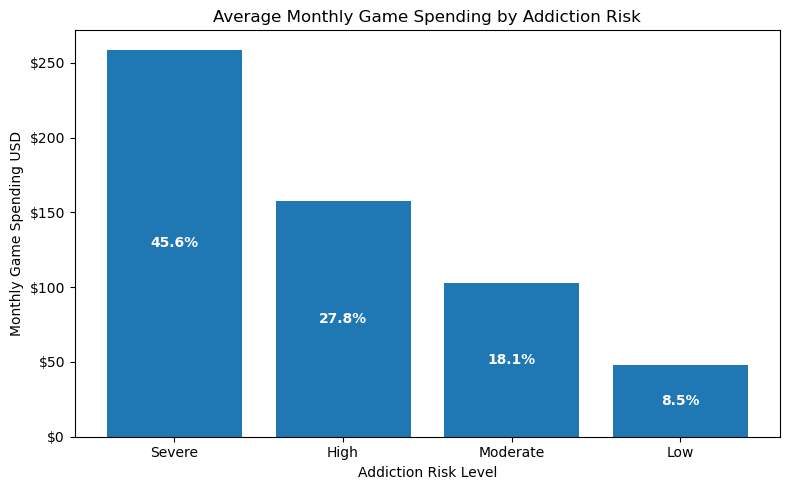 Average Monthly Game Spending by Addiction Risk
Monthly Game Spending USD
$250
$200
$150
$100
$50
$0
45.6%
27.8%
18.1%
8.5%
Severe
High
Moderate
Low
Addiction Risk Level